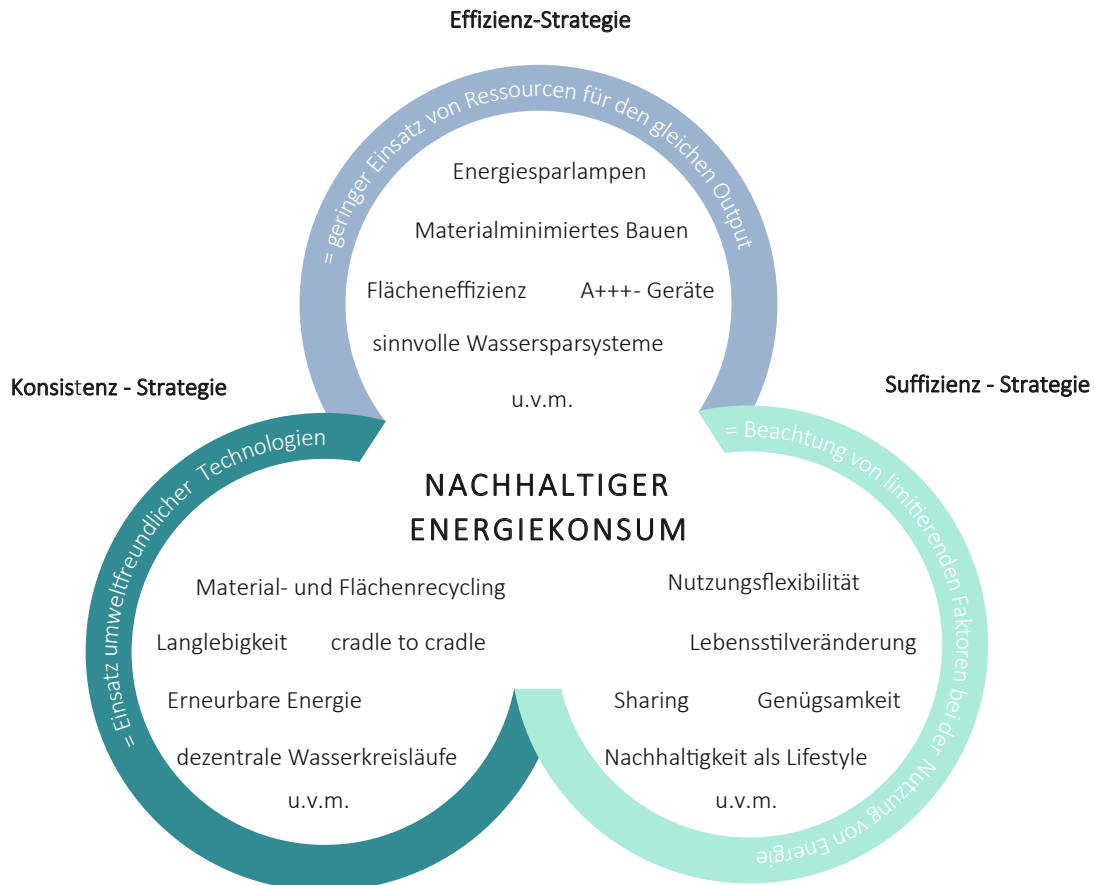 Effizienz-Strategie
= geringer Einsatz von Ressourcen für den gleichen Output
Energiesparlampen
Materialminimiertes Bauen
Flächeneffizienz A+++- Geräte
sinnvolle Wassersparsysteme
u.v.m.
Konsistenz - Strategie
= Einsatz umweltfreundlicher Technologien
Suffizienz - Strategie
= Beachtung von limitierenden Faktoren bei der Nutzung von Energie
NACHHALTIGER
ENERGIEKONSUM
Material- und Flächenrecycling
Langlebigkeit cradle to cradle
Erneurbare Energie
dezentrale Wasserkreisläufe
u.v.m.
Nutzungsflexibilität
Lebensstilveränderung
Sharing Genügsamkeit
Nachhaltigkeit als Lifestyle
u.v.m.